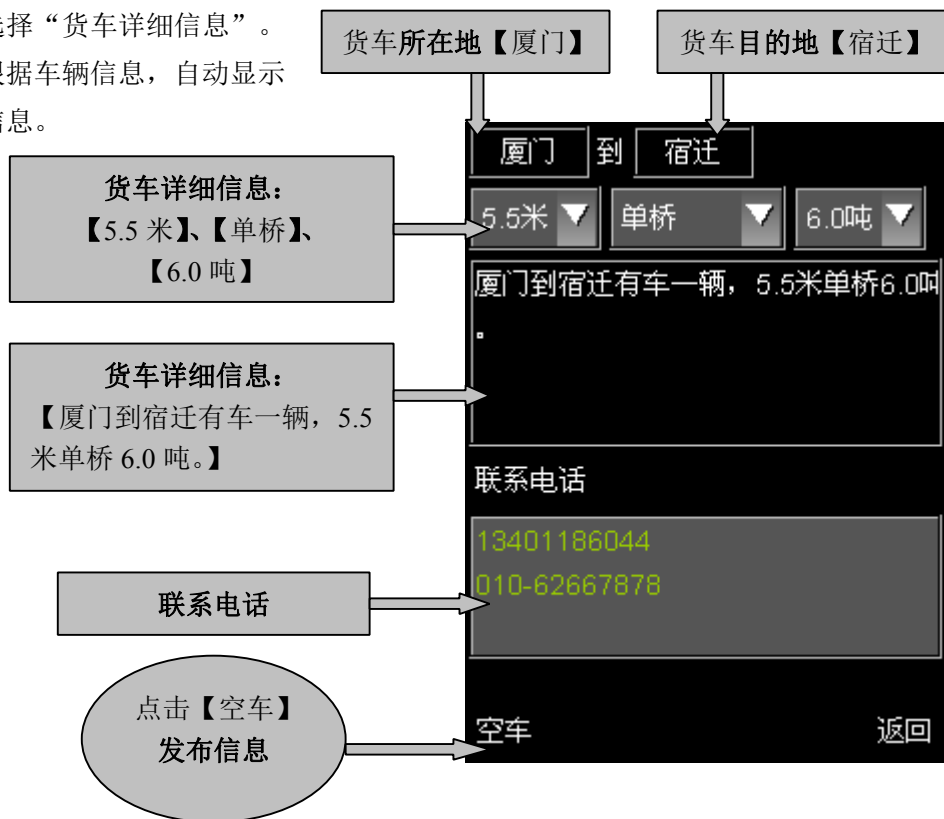 选择“货车详细信息”。
根据车辆信息，自动显示
信息。
货车所在地【厦门】
货车目的地【宿迁】
货车详细信息：
【5.5 米】、【单桥】、
【6.0 吨】
货车详细信息：
【厦门到宿迁有车一辆，5.5
米单桥 6.0 吨。】
联系电话
点击【空车】
发布信息
厦门 到 宿迁
5.5米 单桥 6.0吨
厦门到宿迁有车一辆，5.5米单桥6.0吨
。
联系电话
13401186044
010-62667878
空车 返回